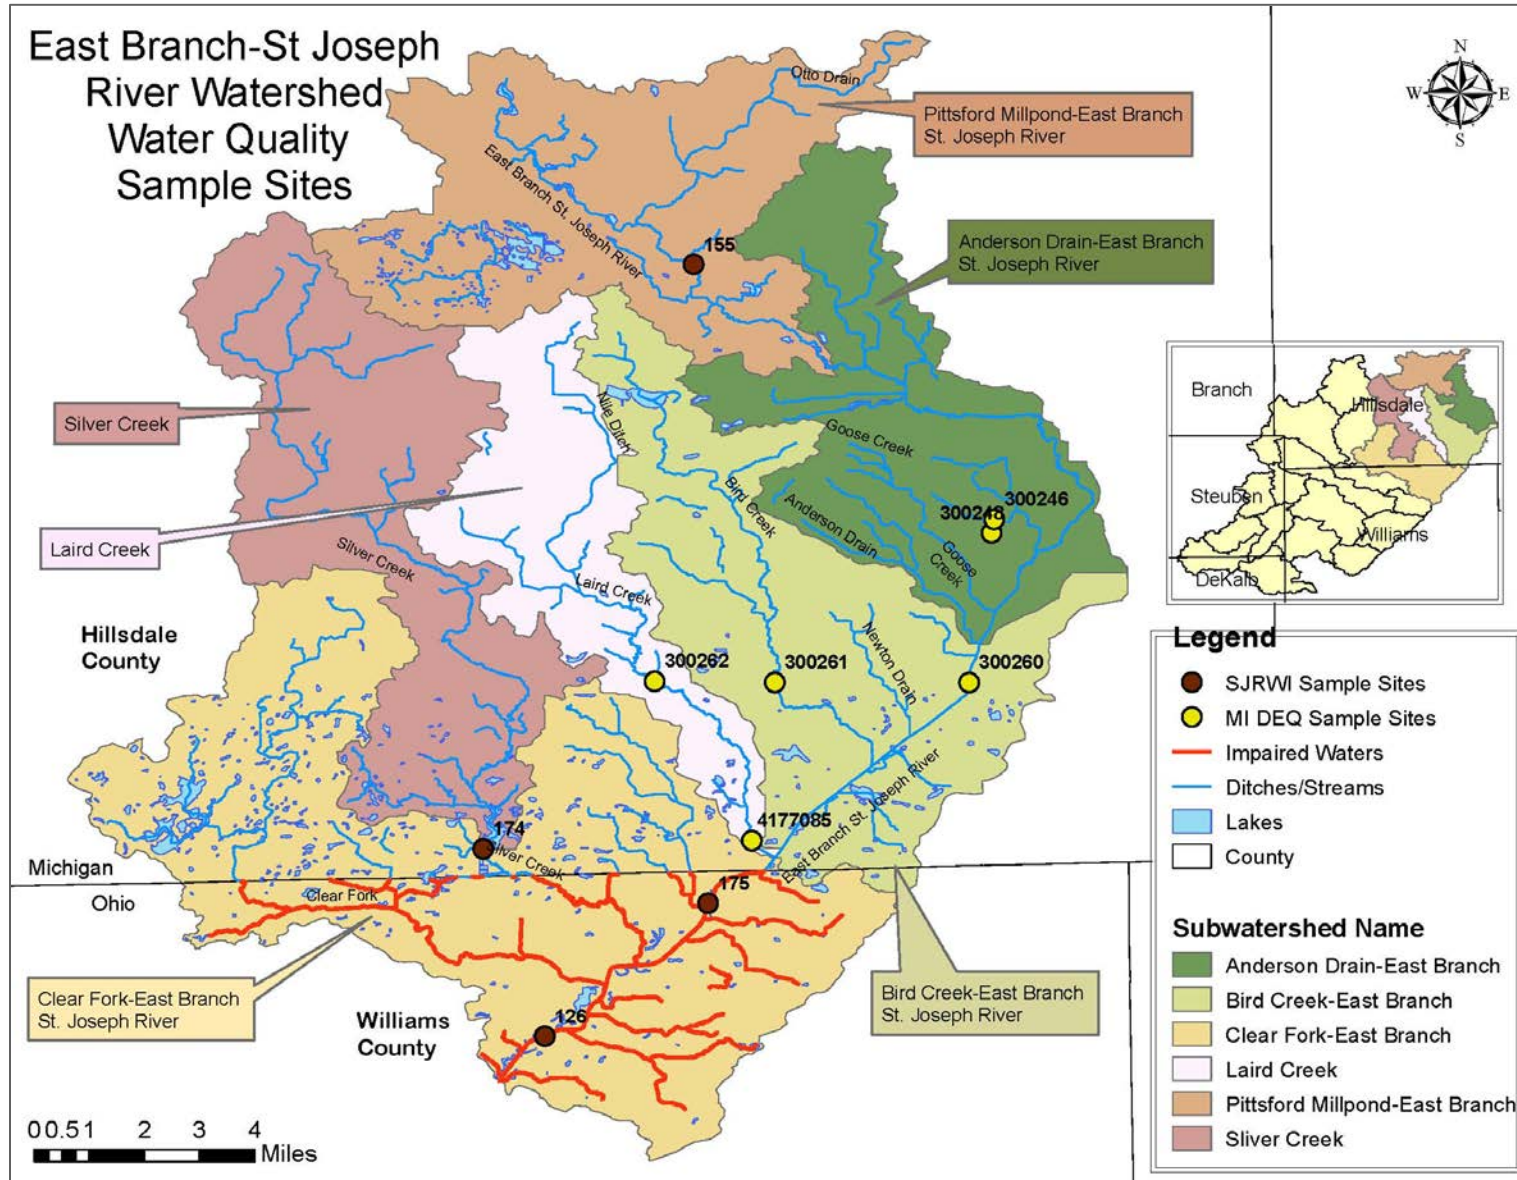 East Branch-St Joseph
River Watershed
Water Quality
Sample Sites
N
W
E
S
Otto Drain
Pittsford Millpond-East Branch
St. Joseph River
East Branch St. Joseph River
155
Anderson Drain-East Branch
St. Joseph River
Silver Creek
Nile Ditch
Goose Creek
Bird Creek
Anderson Drain
300246
300248
Goose
Creek
Laird Creek
Silver Creek
Laird Creek
Branch
Hillsdale
Steuben
Williams
DeKalb
Hillsdale
County
Newton Drain
300262
300261
300260
East Branch St. Joseph River
4177085
174
Silver Creek
175
Michigan
Ohio
Clear Fork
Clear Fork-East Branch
St. Joseph River
Bird Creek-East Branch
St. Joseph River
126
Williams
County
0 0.5 1 2 3 4
Miles
Legend
SJRWI Sample Sites
MI DEQ Sample Sites
Impaired Waters
Ditches/Streams
Lakes
County
Subwatershed Name
Anderson Drain-East Branch
Bird Creek-East Branch
Clear Fork-East Branch
Laird Creek
Pittsford Millpond-East Branch
Sliver Creek